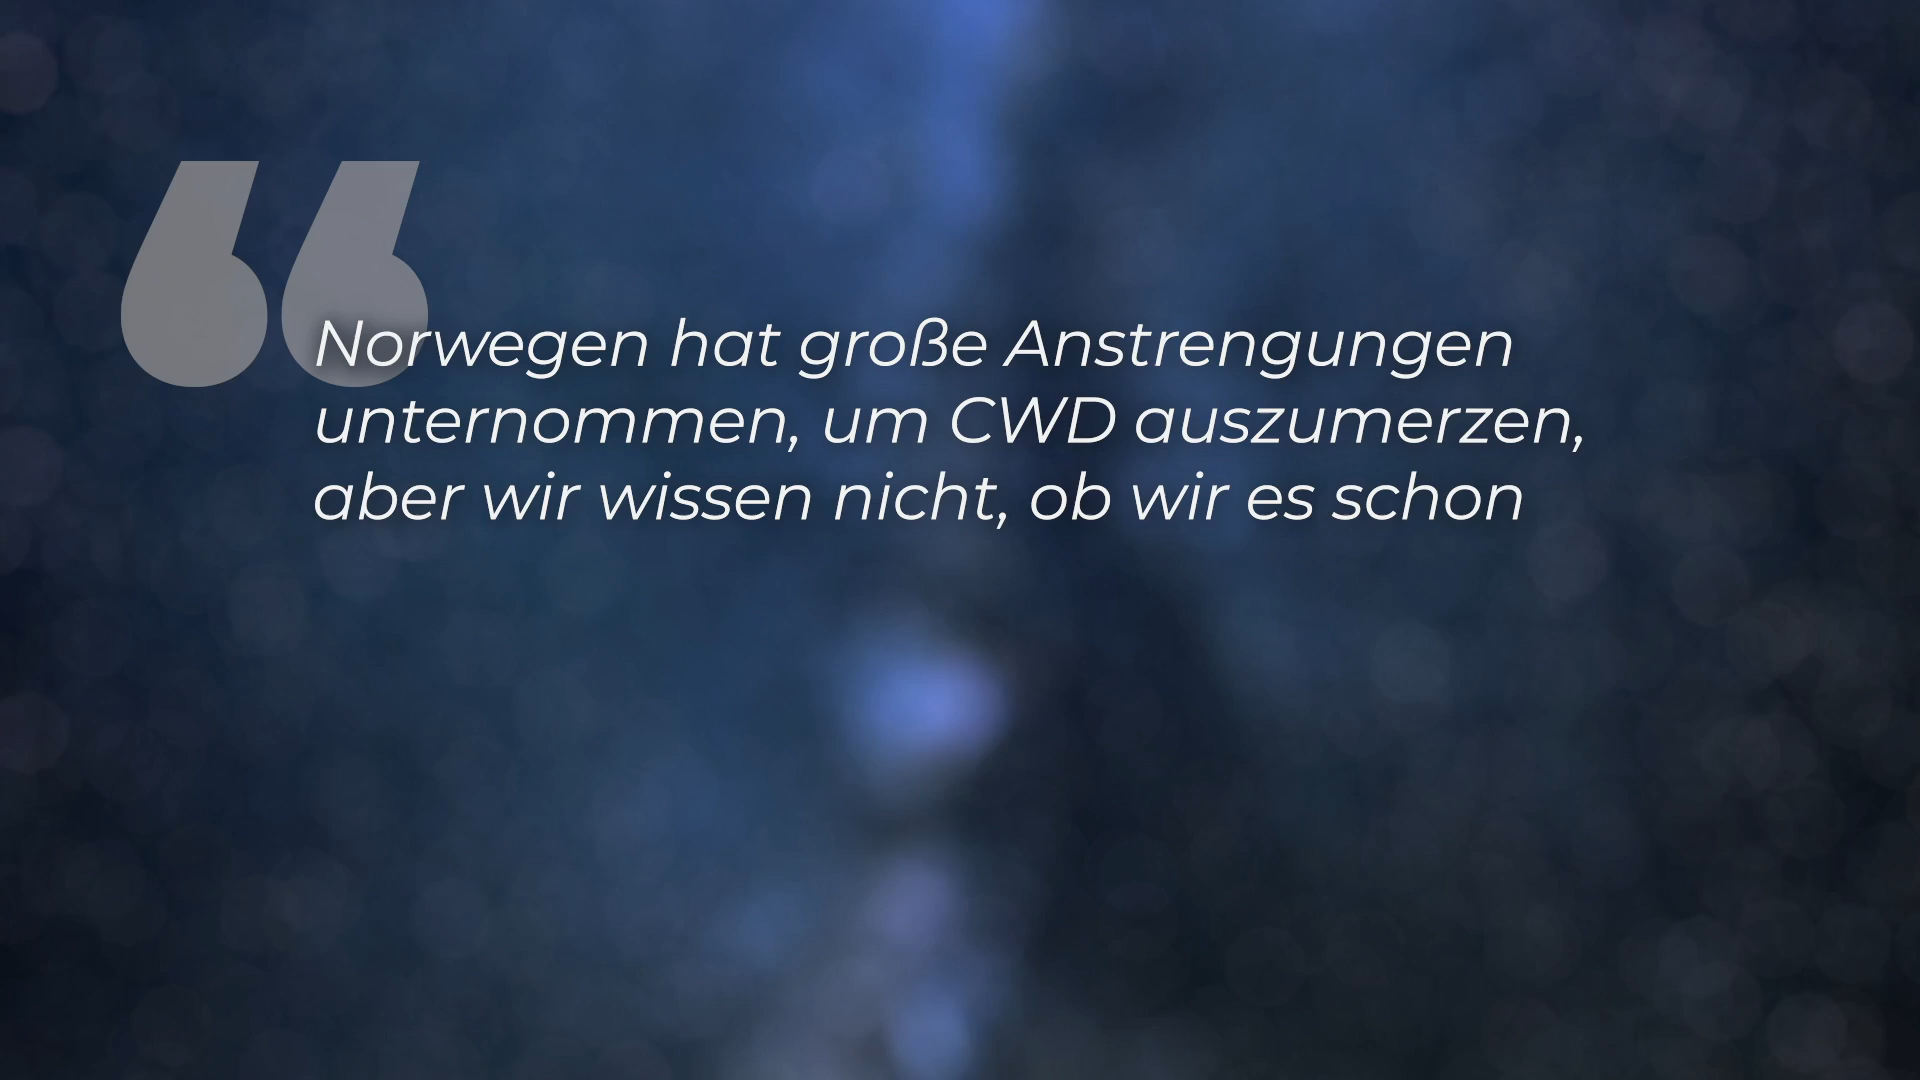 Norwegen hat große Anstrengungen
unternommen, um CWD auszumerzen,
aber wir wissen nicht, ob wir es schon